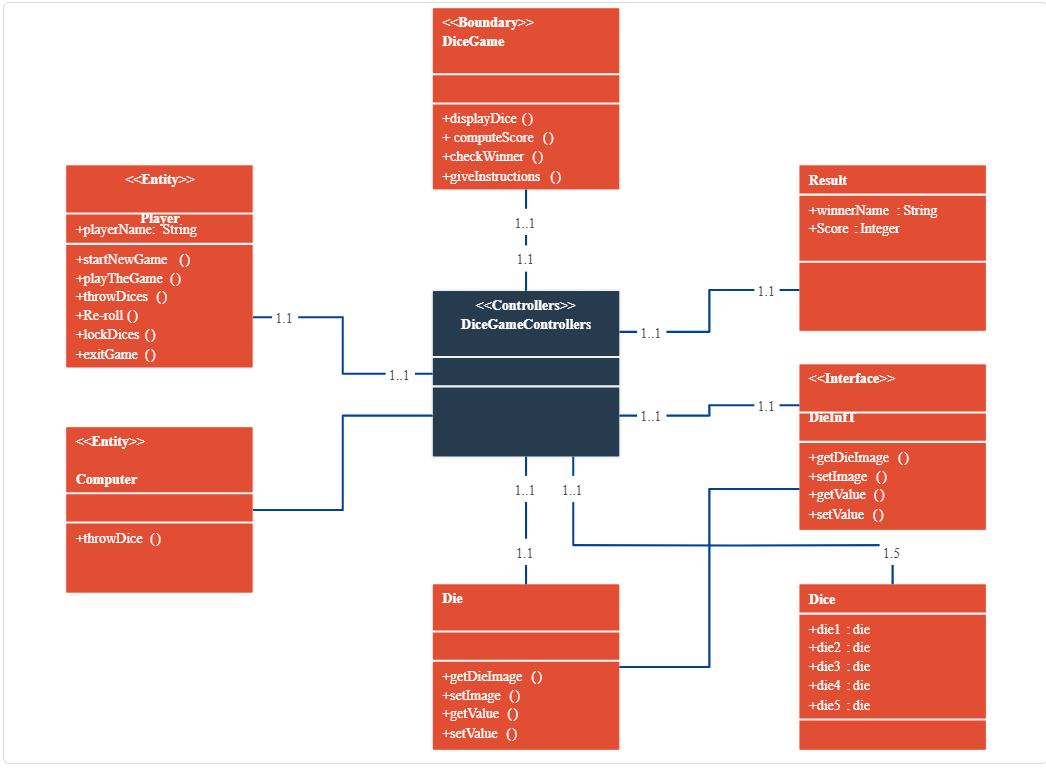 <<Boundary>>
DiceGame
+displayDice ()
+ computeScore ()
+checkWinner ()
+giveInstructions ()
<<Entity>>
Player
+playerName: String
+startNewGame ()
+playTheGame ()
+throwDices ()
+Re-roll ()
+lockDices ()
+exitGame ()
Result
+winnerName : String
+Score : Integer
1..1
1.1
<<Controllers>>
DiceGameControllers
1.1
1..1
1.1
1..1
<<Interface>>
DieInfT
+getDieImage ()
+setImage ()
+getValue ()
+setValue ()
1.1
1..1
<<Entity>>
Computer
+throwDice ()
1..1
1..1
1.1
1.5
Die
+getDieImage ()
+setImage ()
+getValue ()
+setValue ()
Dice
+die1 : die
+die2 : die
+die3 : die
+die4 : die
+die5 : die